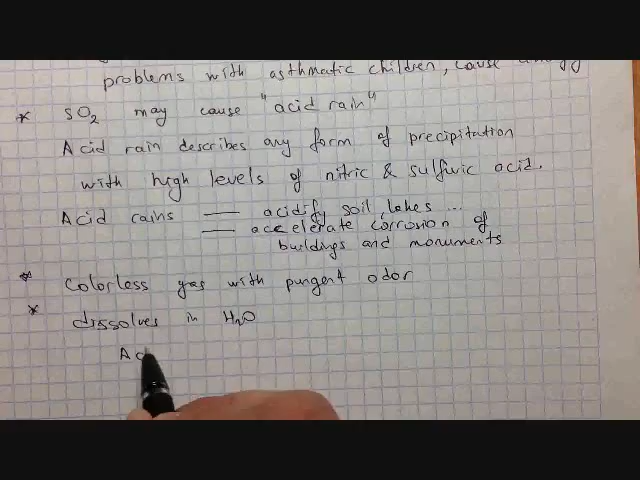 problems with asthmatic children, cause
* SO2 may cause "acid rain"
Acid rain describes any form of precipitation
with high levels of nitric & sulfuric acid.
Acid rains — acidify soil, lakes ...
— accelerate corrosion of
buildings and monuments
* Colorless gas with pungent odor
* dissolves in H2O
Ac